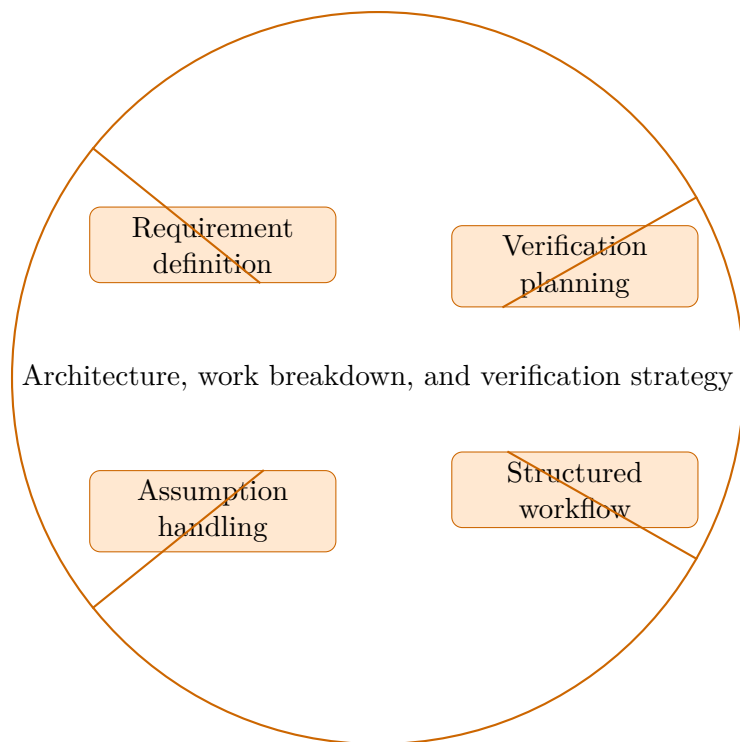 Requirement
definition
Verification
planning
Architecture, work breakdown, and verification strategy
Assumption
handling
Structured
workflow